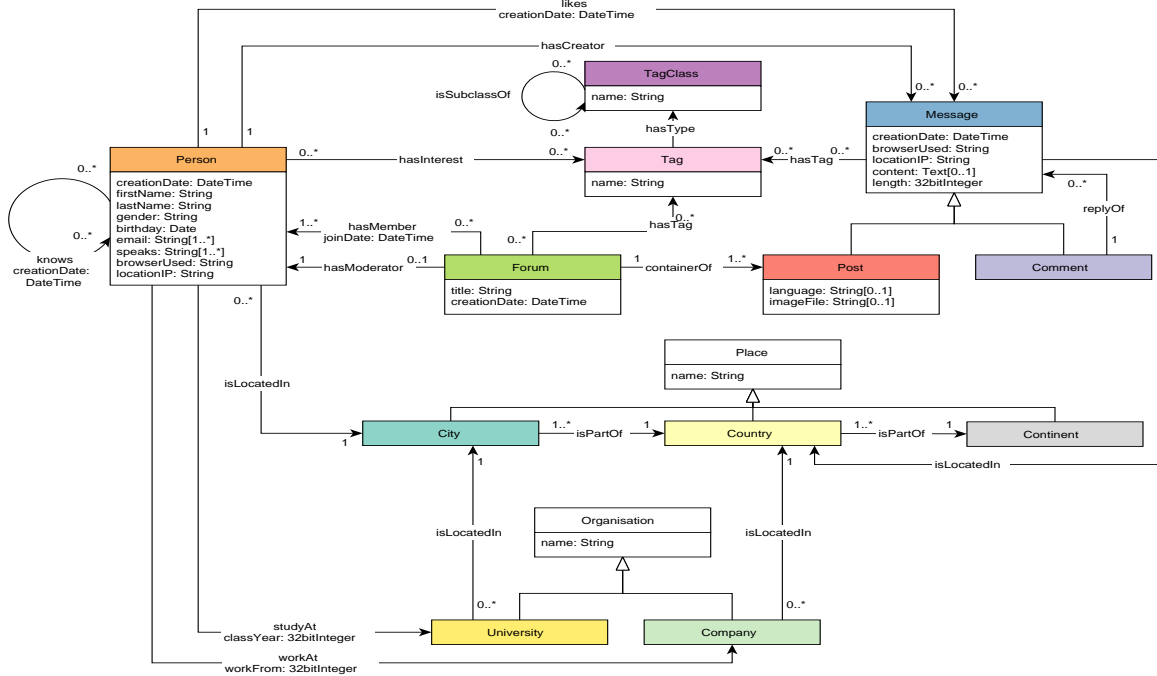 likes
creationDate: DateTime
hasCreator
0..*
TagClass
name: String
isSubclassOf
0..*
0..*
0..*
Message
1
1
hasType
creationDate: DateTime
browserUsed: String
locationIP: String
content: Text[0..1]
length: 32bitInteger
Person
0..*
hasInterest
0..*
Tag
0..*
hasTag
0..*
0..*
name: String
0..*
creationDate: DateTime
firstName: String
lastName: String
gender: String
birthday: Date
email: String[1..*]
speaks: String[1..*]
browserUsed: String
locationIP: String
replyOf
1..*
hasMember
joinDate: DateTime
0..*
0..*
hasTag
0..*
0..*
1
knows
creationDate:
DateTime
1
hasModerator
0..1
Forum
1
containerOf
1..*
Post
Comment
title: String
creationDate: DateTime
language: String[0..1]
imageFile: String[0..1]
0..*
Place
name: String
isLocatedIn
1
City
1..*
isPartOf
1
Country
1..*
isPartOf
1
Continent
1
1
isLocatedIn
Organisation
name: String
isLocatedIn
isLocatedIn
0..*
0..*
studyAt
classYear: 32bitInteger
University
Company
workAt
workFrom: 32bitInteger